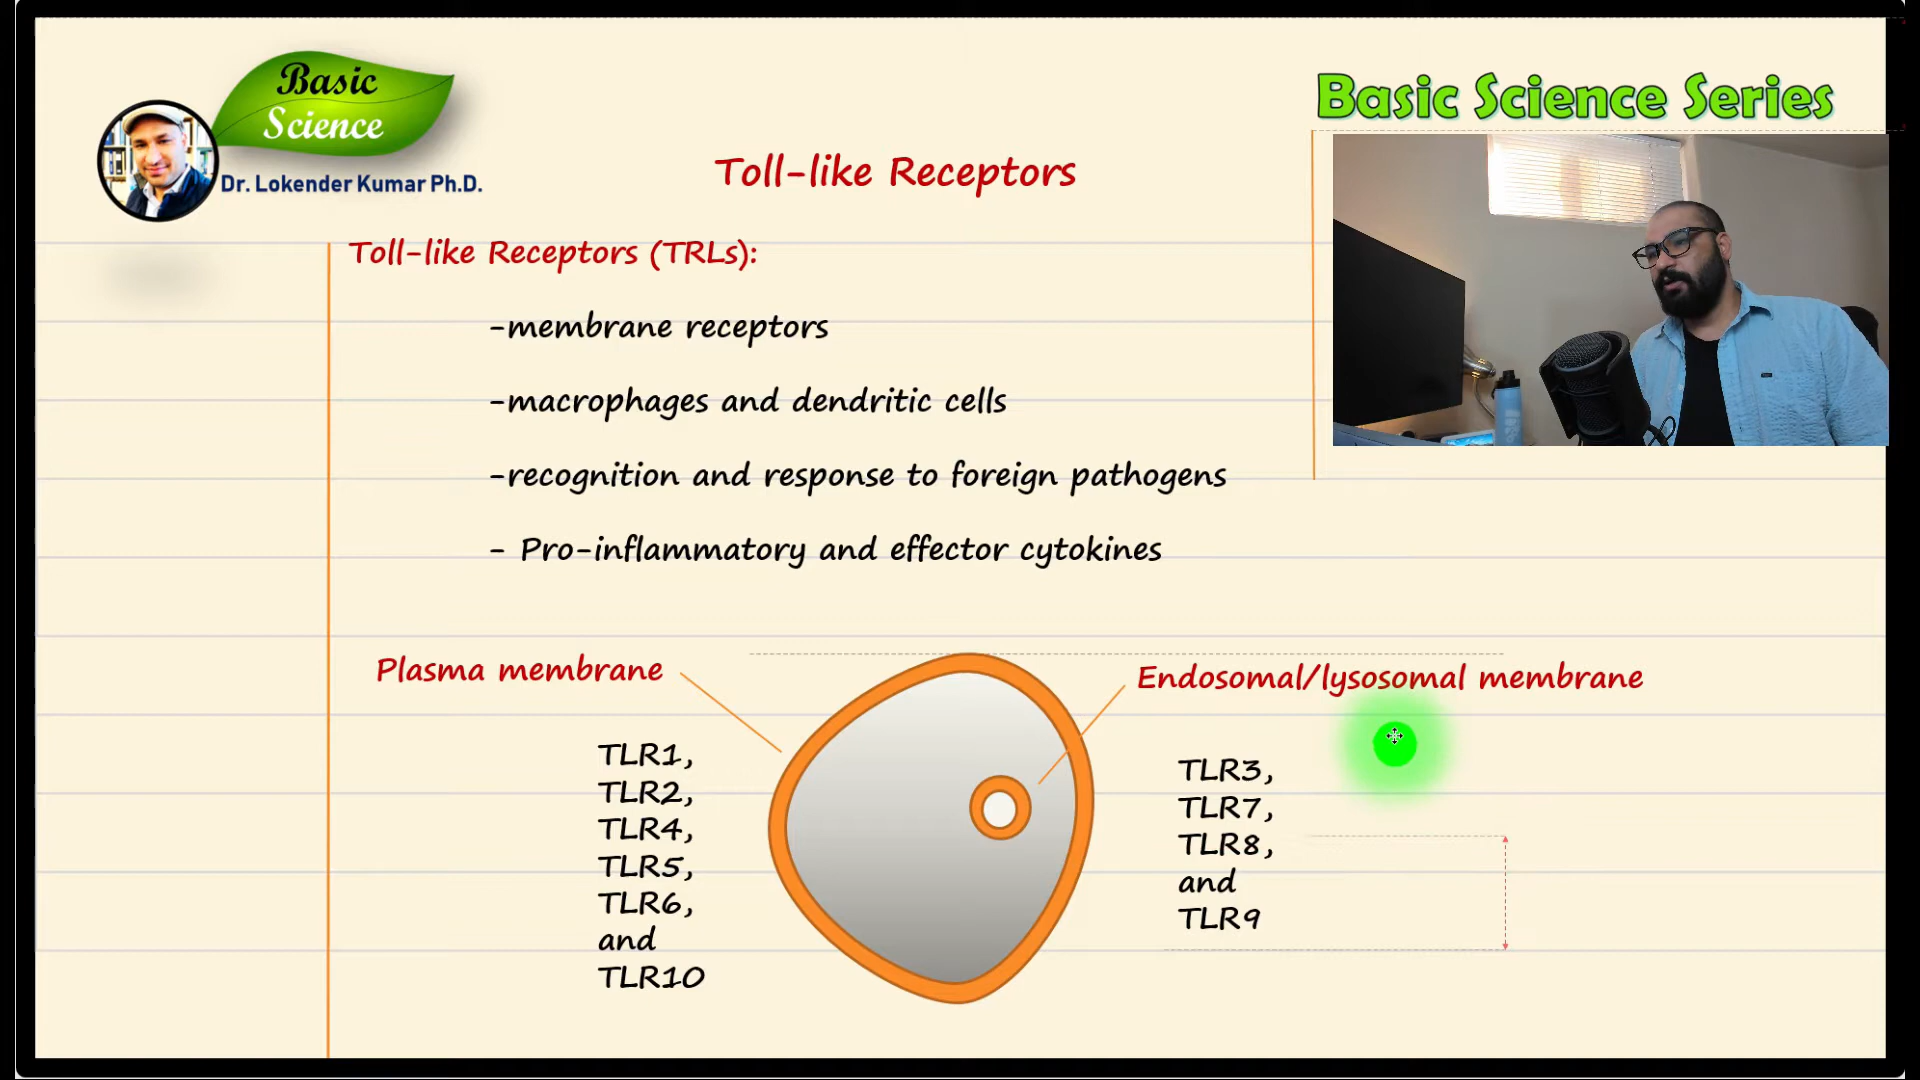 Basic
Science
Dr. Lokender Kumar Ph.D.
Basic Science Series
Toll-like Receptors
Toll-like Receptors (TRLs):
-membrane receptors
-macrophages and dendritic cells
-recognition and response to foreign pathogens
- Pro-inflammatory and effector cytokines
Plasma membrane
TLR1,
TLR2,
TLR4,
TLR5,
TLR6,
and
TLR10
Endosomal/lysosomal membrane
TLR3,
TLR7,
TLR8,
and
TLR9